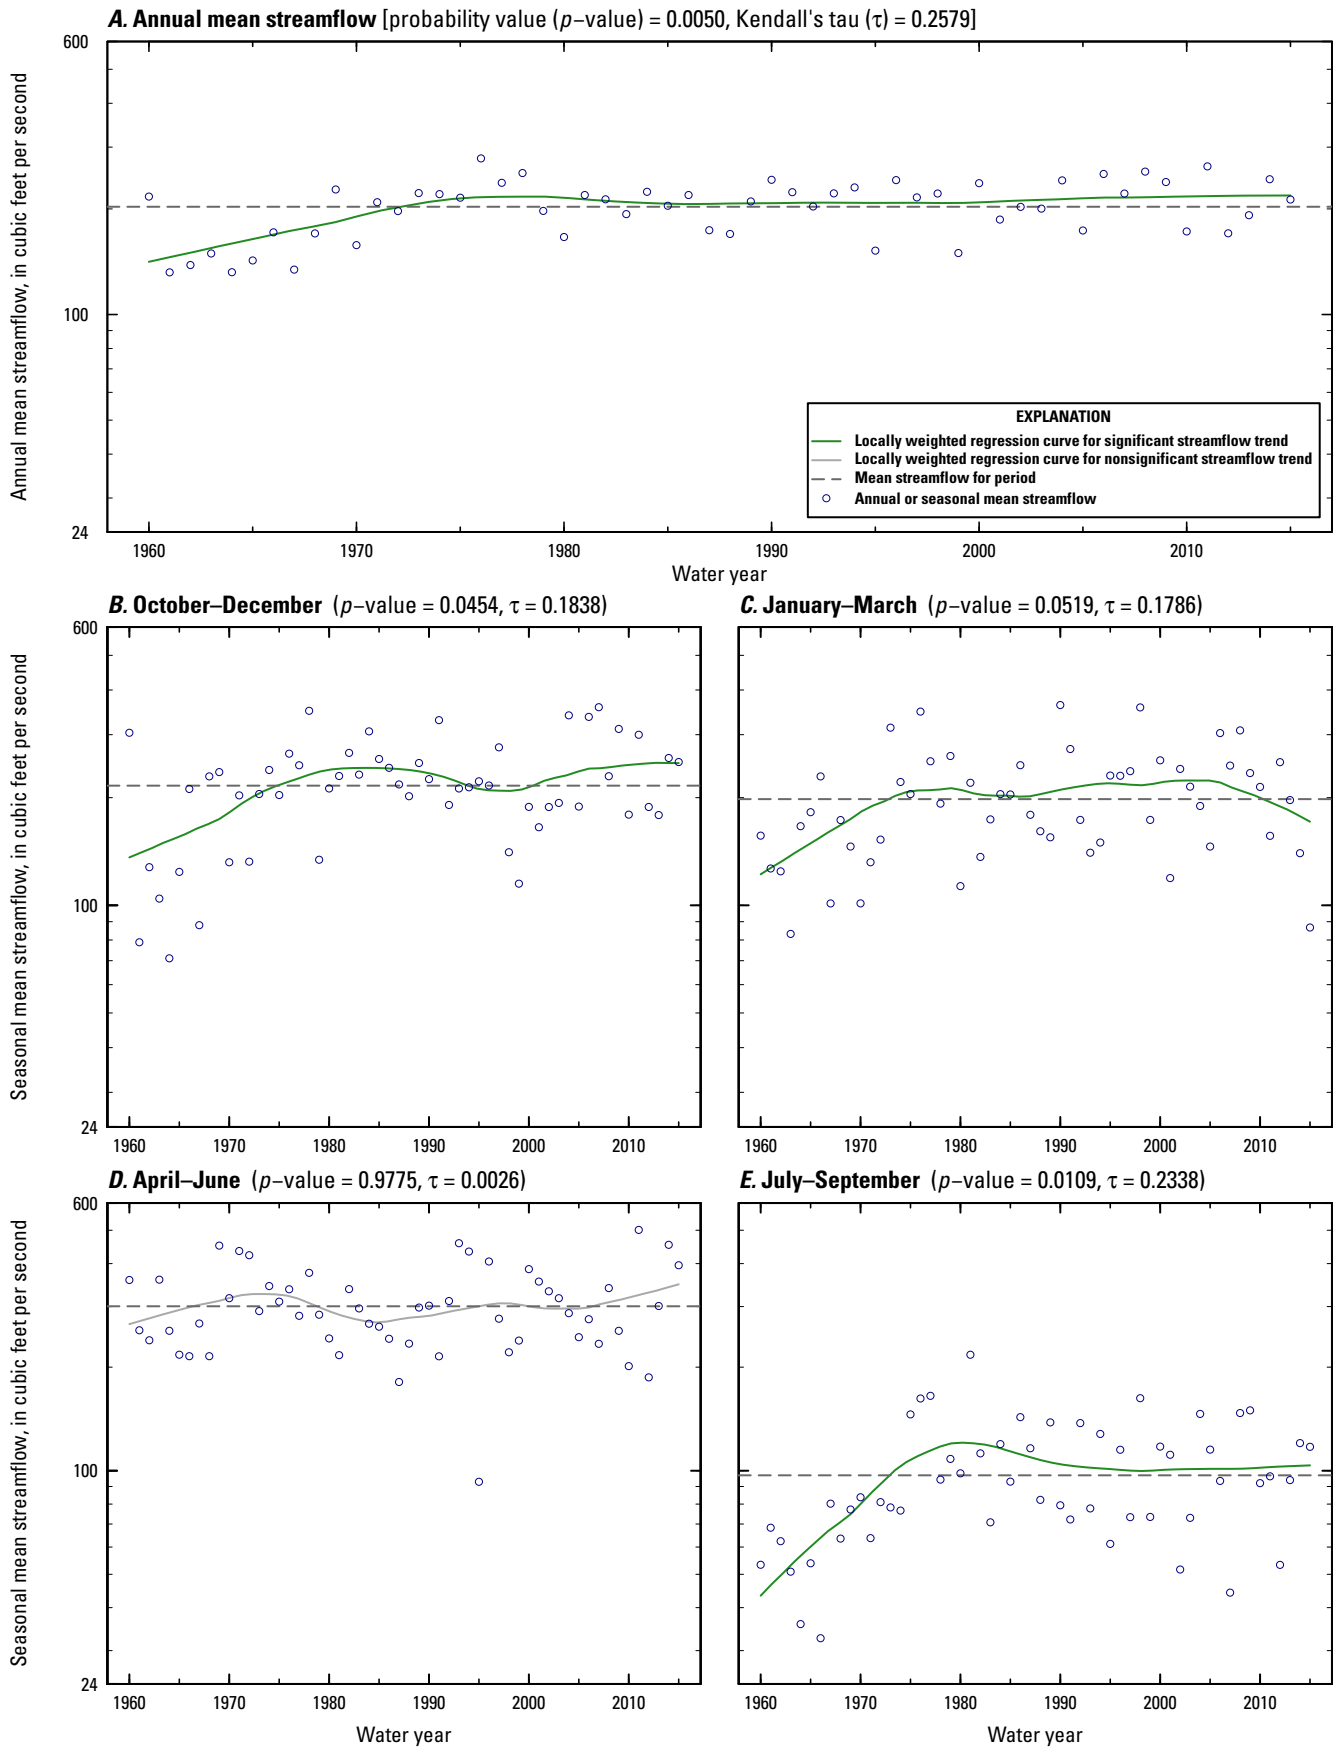 A. Annual mean streamflow [probability value (p−value) = 0.0050, Kendall's tau (τ) = 0.2579]
600
100
24
Annual mean streamflow, in cubic feet per second
EXPLANATION
Locally weighted regression curve for significant streamflow trend
Locally weighted regression curve for nonsignificant streamflow trend
Mean streamflow for period
Annual or seasonal mean streamflow
1960 1970 1980 1990 2000 2010
Water year
B. October–December (p−value = 0.0454, τ = 0.1838)
600
100
24
Seasonal mean streamflow, in cubic feet per second
1960 1970 1980 1990 2000 2010
C. January–March (p−value = 0.0519, τ = 0.1786)
1960 1970 1980 1990 2000 2010
D. April–June (p−value = 0.9775, τ = 0.0026)
600
100
24
Seasonal mean streamflow, in cubic feet per second
1960 1970 1980 1990 2000 2010
Water year
E. July–September (p−value = 0.0109, τ = 0.2338)
1960 1970 1980 1990 2000 2010
Water year